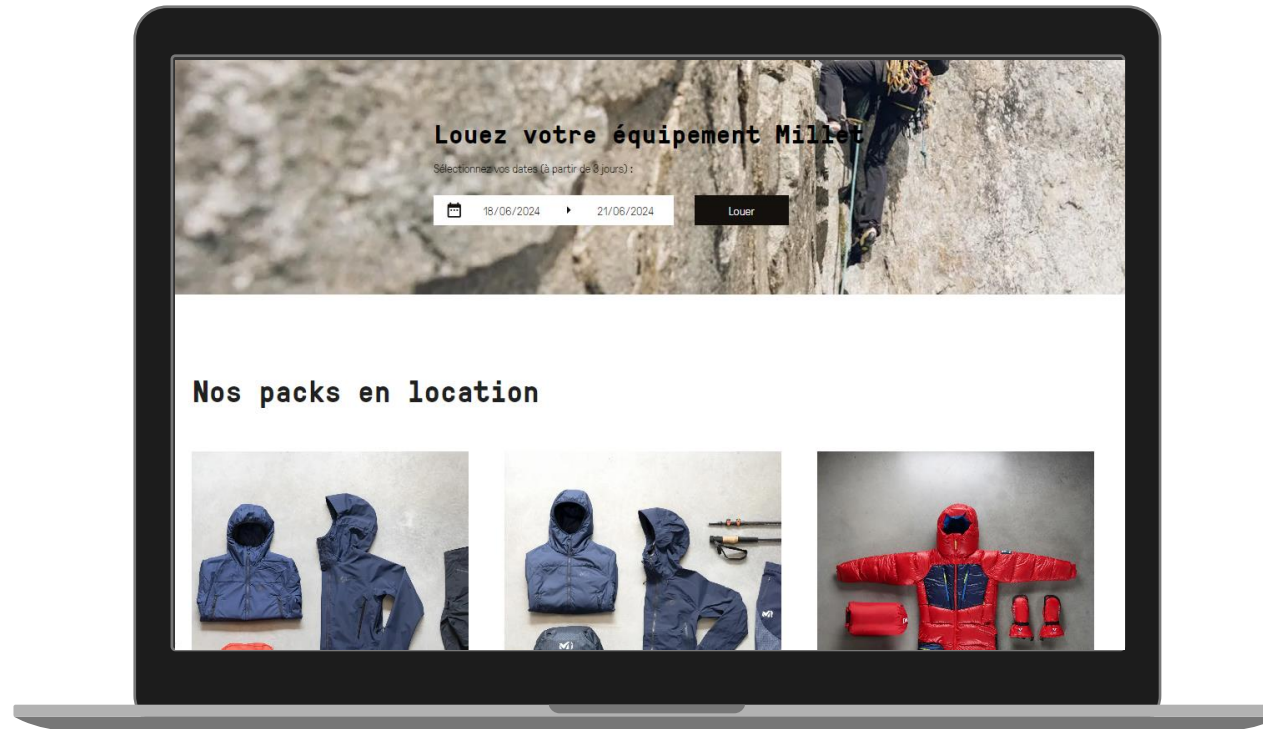 Louez votre équipement Millet
Sélectionnez vos dates (à partir de 3 jours) :
18/06/2024
21/06/2024
Louer
Nos packs en location